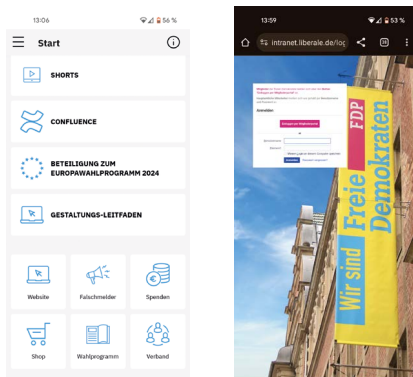 13:06
56 %
Start
SHORTS
CONFLUENCE
BETEILIGUNG ZUM
EUROPAWAHLPROGRAMM 2024
GESTALTUNGS-LEITFADEN
Website
Falschmelder
Spenden
Shop
Wahlprogramm
Verband
13:59
53 %
intranet.liberale.de/log
Anmelden
Wir sind Freie
Demokraten
FDP